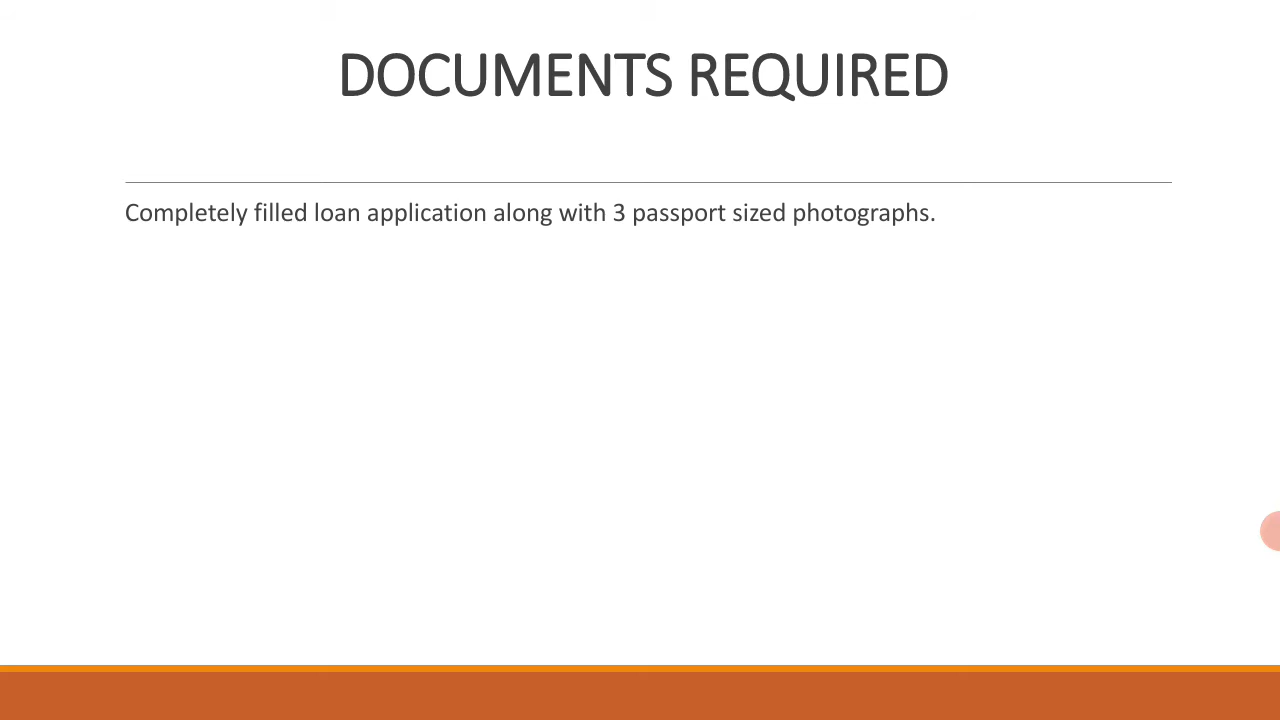 DOCUMENTS REQUIRED
Completely filled loan application along with 3 passport sized photographs.